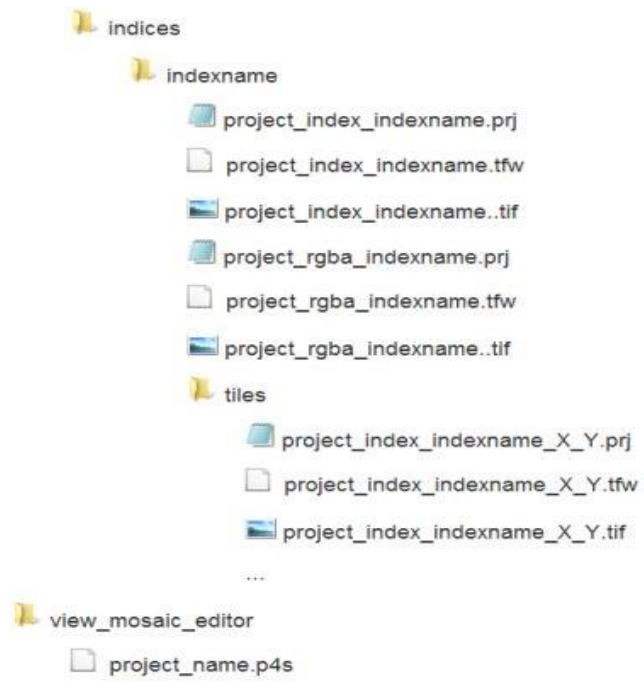 indices
indexname
project_index_indexname.prj
project_index_indexname.tfw
project_index_indexname..tif
project_rgba_indexname.prj
project_rgba_indexname.tfw
project_rgba_indexname..tif
tiles
project_index_indexname_X_Y.prj
project_index_indexname_X_Y.tfw
project_index_indexname_X_Y.tif
...
view_mosaic_editor
project_name.p4s